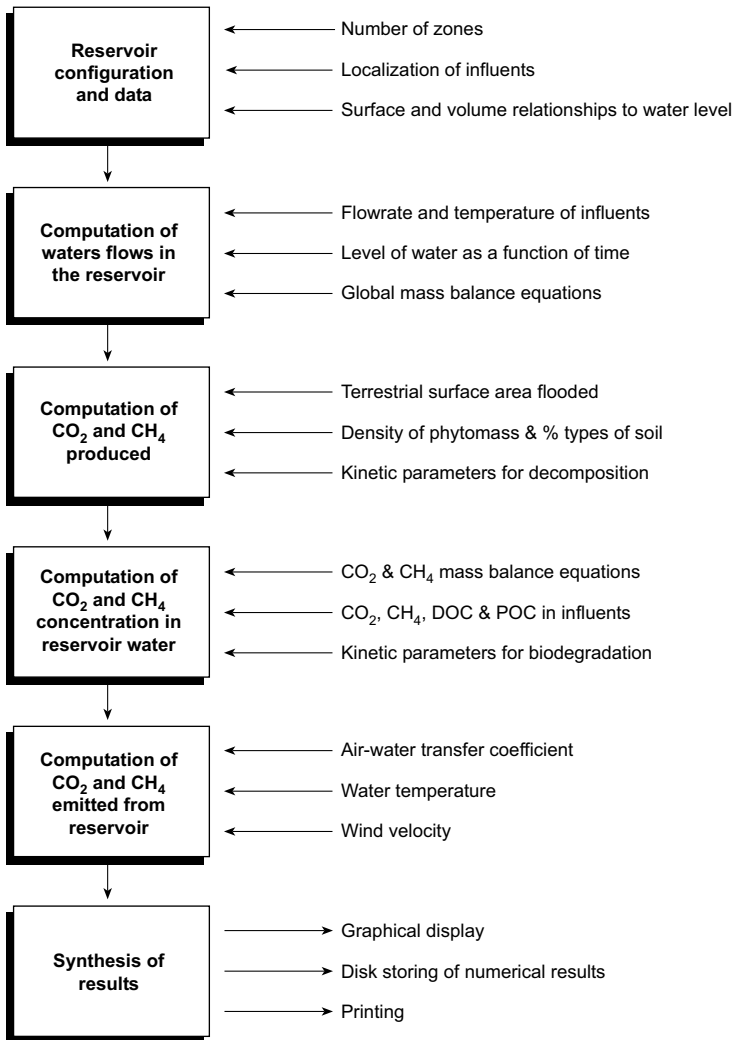 Reservoir
configuration
and data
Number of zones
Localization of influents
Surface and volume relationships to water level
Computation of
waters flows in
the reservoir
Flowrate and temperature of influents
Level of water as a function of time
Global mass balance equations
Computation of
CO₂ and CH₄
produced
Terrestrial surface area flooded
Density of phytomass & % types of soil
Kinetic parameters for decomposition
Computation of
CO₂ and CH₄
concentration in
reservoir water
CO₂ & CH₄ mass balance equations
CO₂, CH₄, DOC & POC in influents
Kinetic parameters for biodegradation
Computation of
CO₂ and CH₄
emitted from
reservoir
Air-water transfer coefficient
Water temperature
Wind velocity
Synthesis of
results
Graphical display
Disk storing of numerical results
Printing